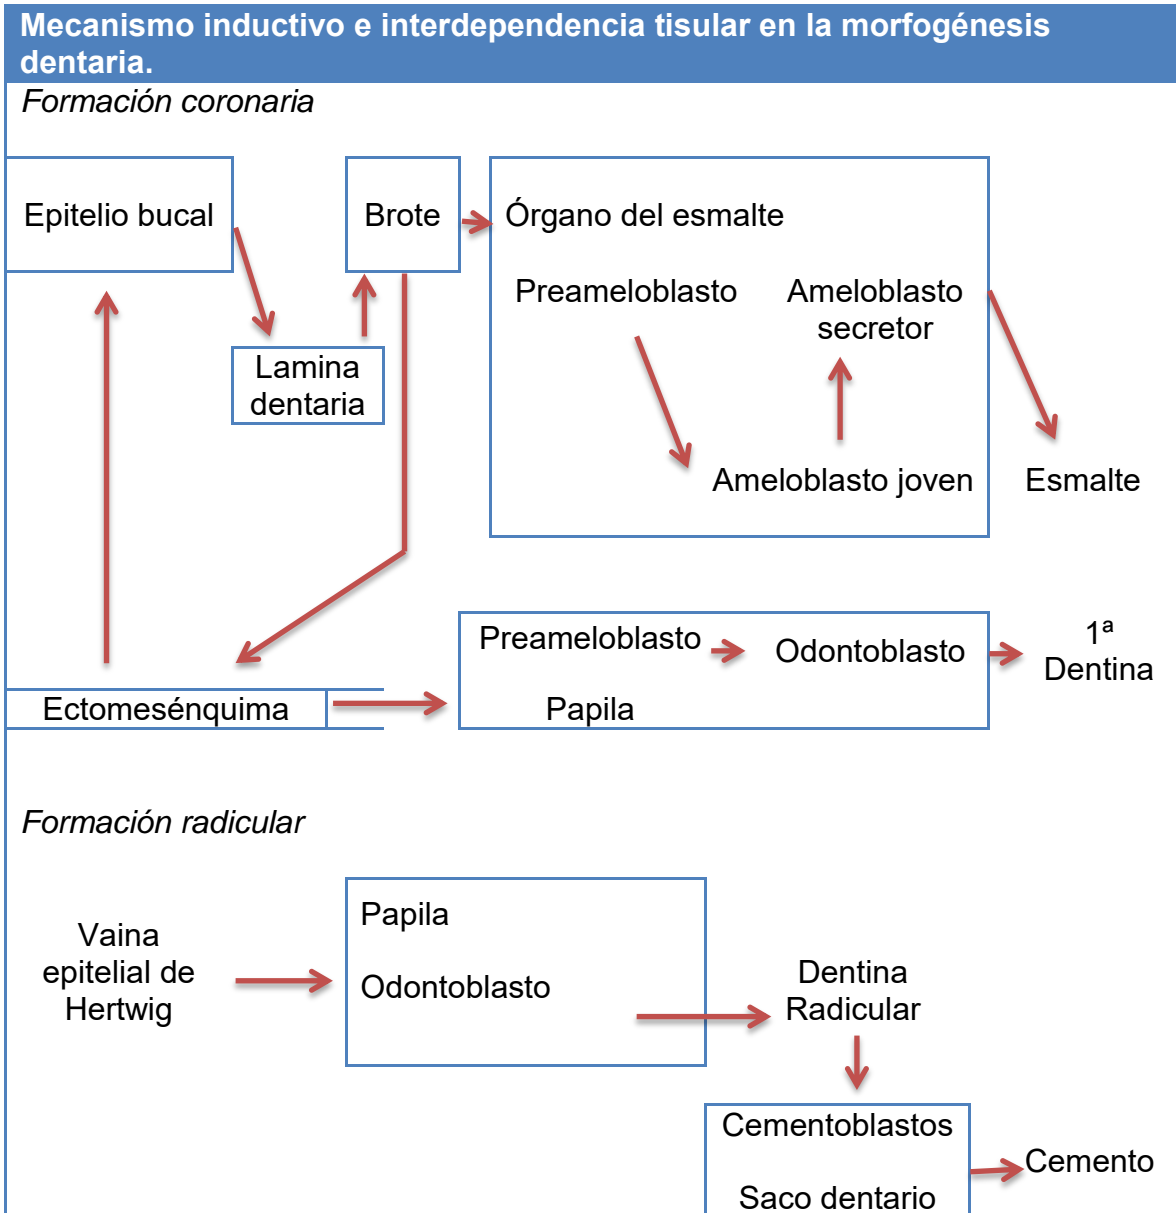 Mecanismo inductivo e interdependencia tisular en la morfogénesis
dentaria.
Formación coronaria
Epitelio bucal
Brote
Órgano del esmalte
Preameloblasto
Ameloblasto
secretor
Lamina
dentaria
Ameloblasto joven
Esmalte
Preameloblasto
Odontoblasto
1ª
Dentina
Ectomesénquima
Papila
Formación radicular
Vaina
epitelial de
Hertwig
Papila
Odontoblasto
Dentina
Radicular
Cementoblastos
Cemento
Saco dentario